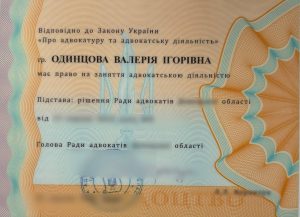 Відповідно до Закону України
«Про адвокатуру та адвокатську діяльність»
гр. ОДИНЦОВА ВАЛЕРІЯ ІГОРІВНА
має право на заняття адвокатською діяльністю
Підстава: рішення Ради адвокатів області
від
Голова Ради адвокатів області